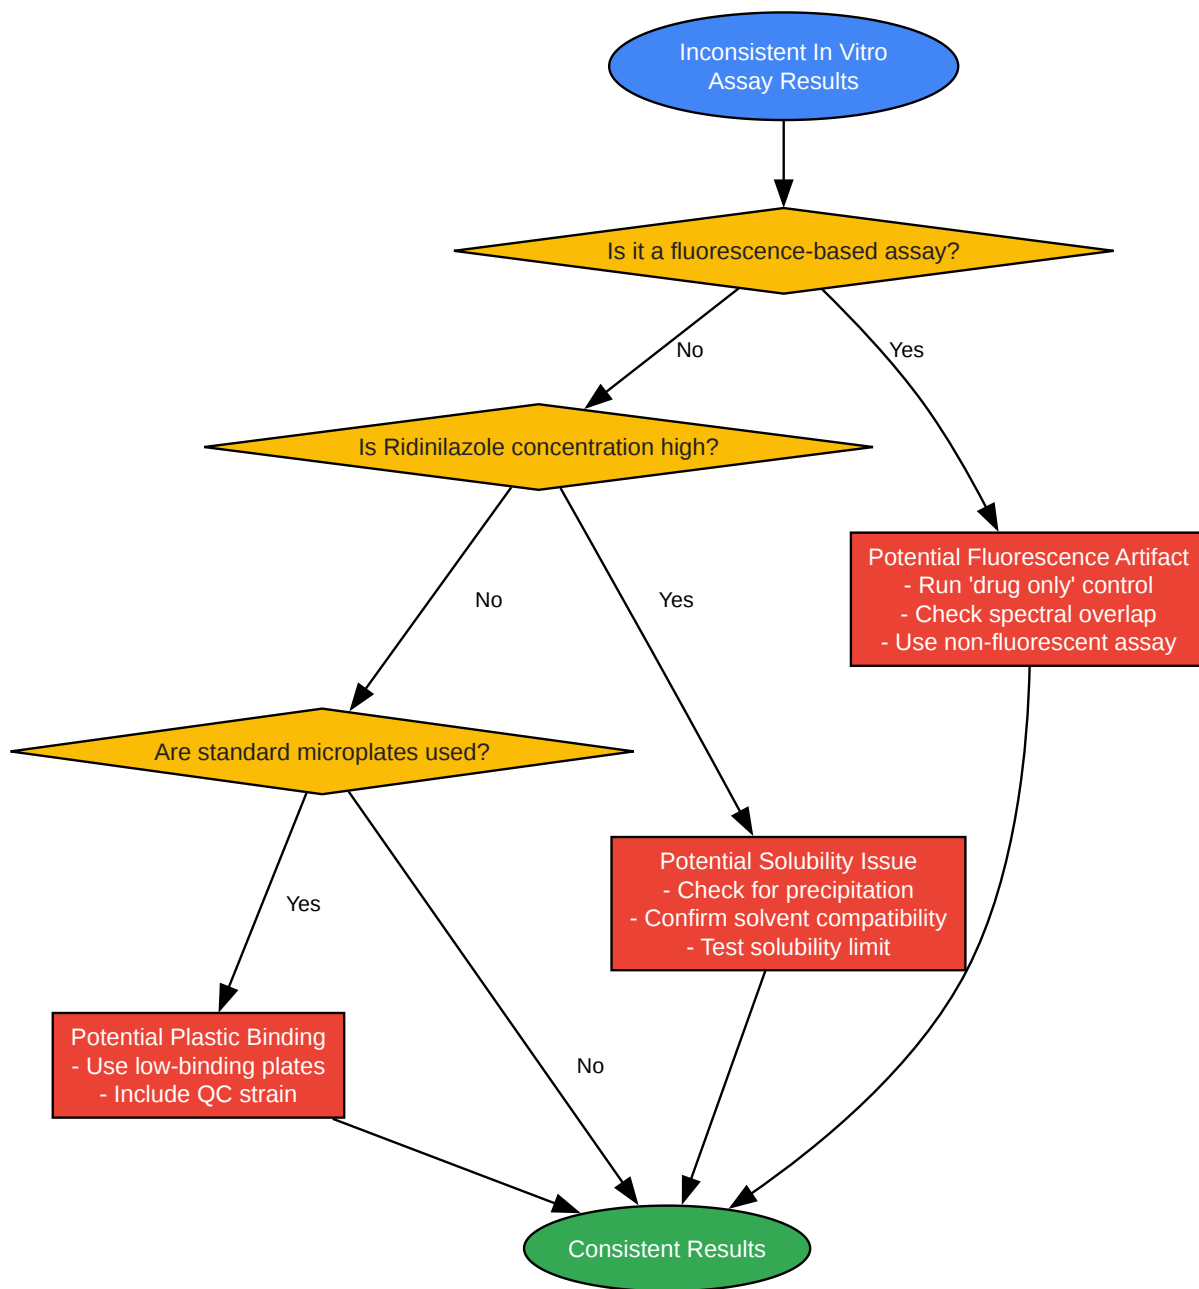 Inconsistent In Vitro
Assay Results
Is it a fluorescence-based assay?
No
Yes
Is Ridinilazole concentration high?
No
Yes
Potential Fluorescence Artifact
- Run 'drug only' control
- Check spectral overlap
- Use non-fluorescent assay
Are standard microplates used?
Yes
No
Potential Solubility Issue
- Check for precipitation
- Confirm solvent compatibility
- Test solubility limit
Potential Plastic Binding
- Use low-binding plates
- Include QC strain
Consistent Results